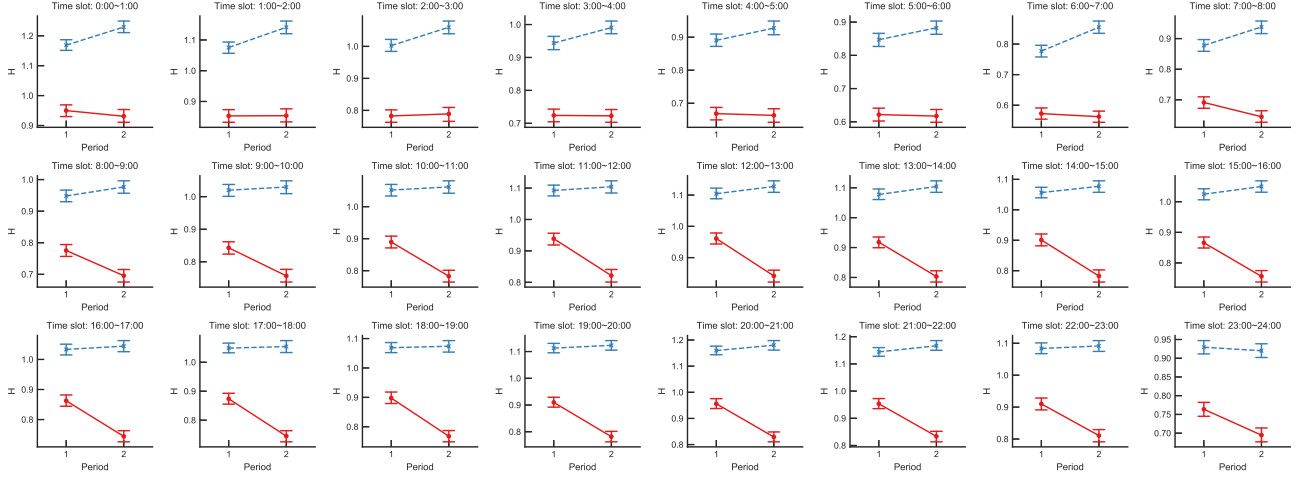 Time slot: 0:00~1:00 Time slot: 1:00~2:00 Time slot: 2:00~3:00 Time slot: 3:00~4:00 Time slot: 4:00~5:00 Time slot: 5:00~6:00 Time slot: 6:00~7:00 Time slot: 7:00~8:00
H 1.2 1.1 1.0 0.9 H 1.1 1.0 0.9 H 1.0 0.9 0.8 H 1.0 0.9 0.8 0.7 H 0.9 0.8 0.7 H 0.9 0.8 0.7 0.6 H 0.8 0.7 0.6 H 0.9 0.8 0.7
1 2 1 2 1 2 1 2 1 2 1 2 1 2 1 2
Period Period Period Period Period Period Period Period
Time slot: 8:00~9:00 Time slot: 9:00~10:00 Time slot: 10:00~11:00 Time slot: 11:00~12:00 Time slot: 12:00~13:00 Time slot: 13:00~14:00 Time slot: 14:00~15:00 Time slot: 15:00~16:00
H 1.0 0.9 0.8 0.7 H 1.0 0.9 0.8 H 1.0 0.9 0.8 H 1.1 1.0 0.9 0.8 H 1.1 1.0 0.9 H 1.1 1.0 0.9 0.8 H 1.0 0.9 0.8 H 1.0 0.9 0.8
1 2 1 2 1 2 1 2 1 2 1 2 1 2 1 2
Period Period Period Period Period Period Period Period
Time slot: 16:00~17:00 Time slot: 17:00~18:00 Time slot: 18:00~19:00 Time slot: 19:00~20:00 Time slot: 20:00~21:00 Time slot: 21:00~22:00 Time slot: 22:00~23:00 Time slot: 23:00~24:00
H 1.0 0.9 0.8 H 1.0 0.9 0.8 H 1.1 1.0 0.9 0.8 H 1.1 1.0 0.9 0.8 H 1.2 1.1 1.0 0.9 0.8 H 1.2 1.1 1.0 0.9 0.8 H 1.1 1.0 0.9 0.8 H 0.95 0.90 0.85 0.80 0.75 0.70
1 2 1 2 1 2 1 2 1 2 1 2 1 2 1 2
Period Period Period Period Period Period Period Period